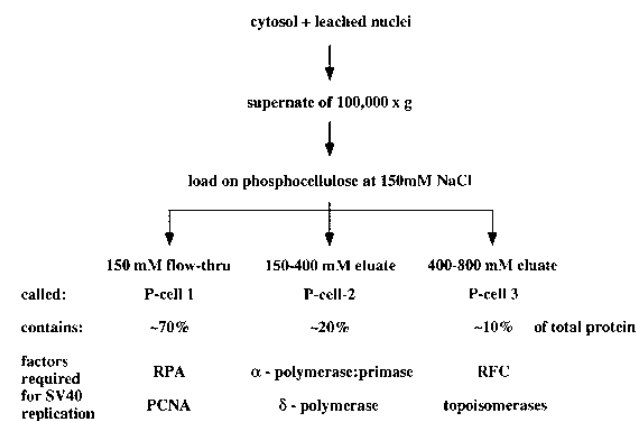 cytosol + leached nuclei
supernate of 100,000 x g
load on phosphocellulose at 150mM NaCl
150 mM flow-thru 150-400 mM eluate 400-800 mM eluate
called: P-cell 1 P-cell-2 P-cell 3
contains: ~70% ~20% ~10% of total protein
factors
required RPA α - polymerase:primase RFC
for SV40
replication PCNA δ - polymerase topoisomerases